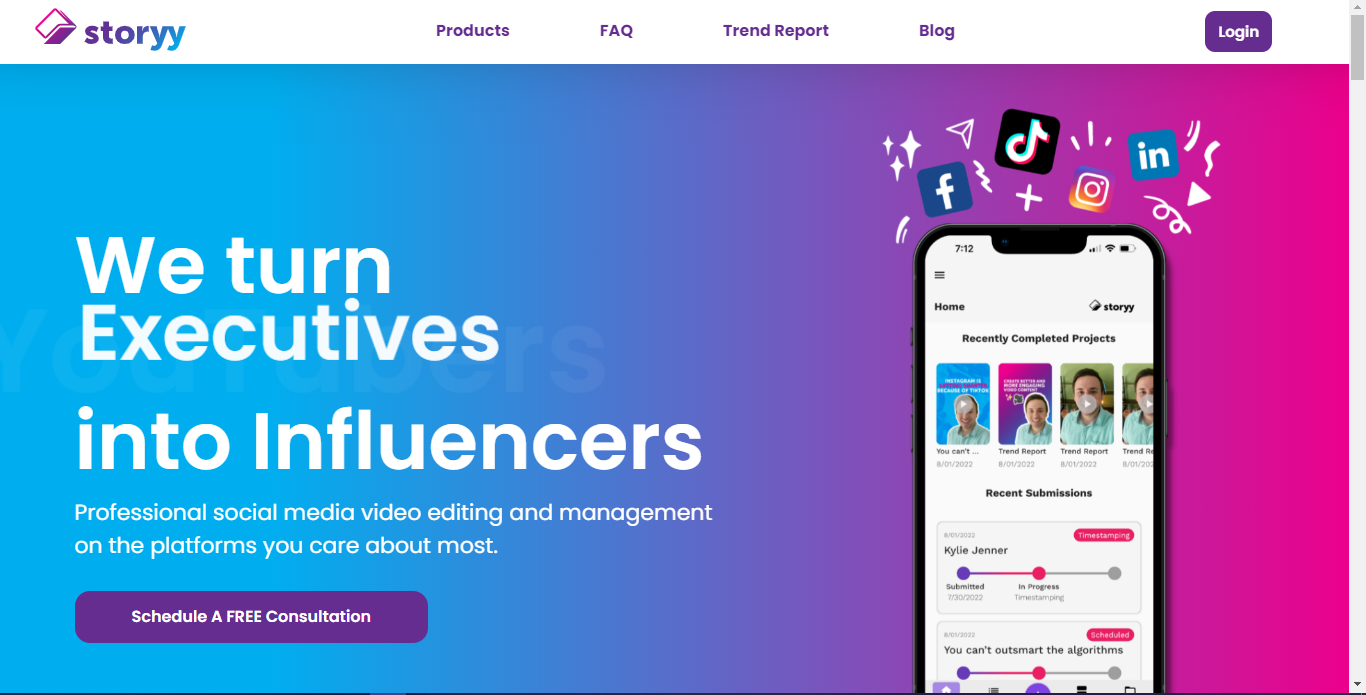 storyy
Products
FAQ
Trend Report
Blog
Login
We turn
Executives
YouTubers
into Influencers
Professional social media video editing and management
on the platforms you care about most.
Schedule A FREE Consultation
in
7:12
Home
storyy
Recently Completed Projects
INSTAGRAM IS
BECAUSE OF TIKTOK
CREATE BETTER AND
MORE ENGAGING
VIDEO CONTENT
You can't ...
8/01/2022
Trend Report
8/01/2022
Trend Report
8/01/2022
Trend Re
8/01/20
Recent Submissions
8/01/2022
Timestamping
Kylie Jenner
Submitted
7/30/2022
In Progress
Timestamping
8/01/2022
Scheduled
You can't outsmart the algorithms